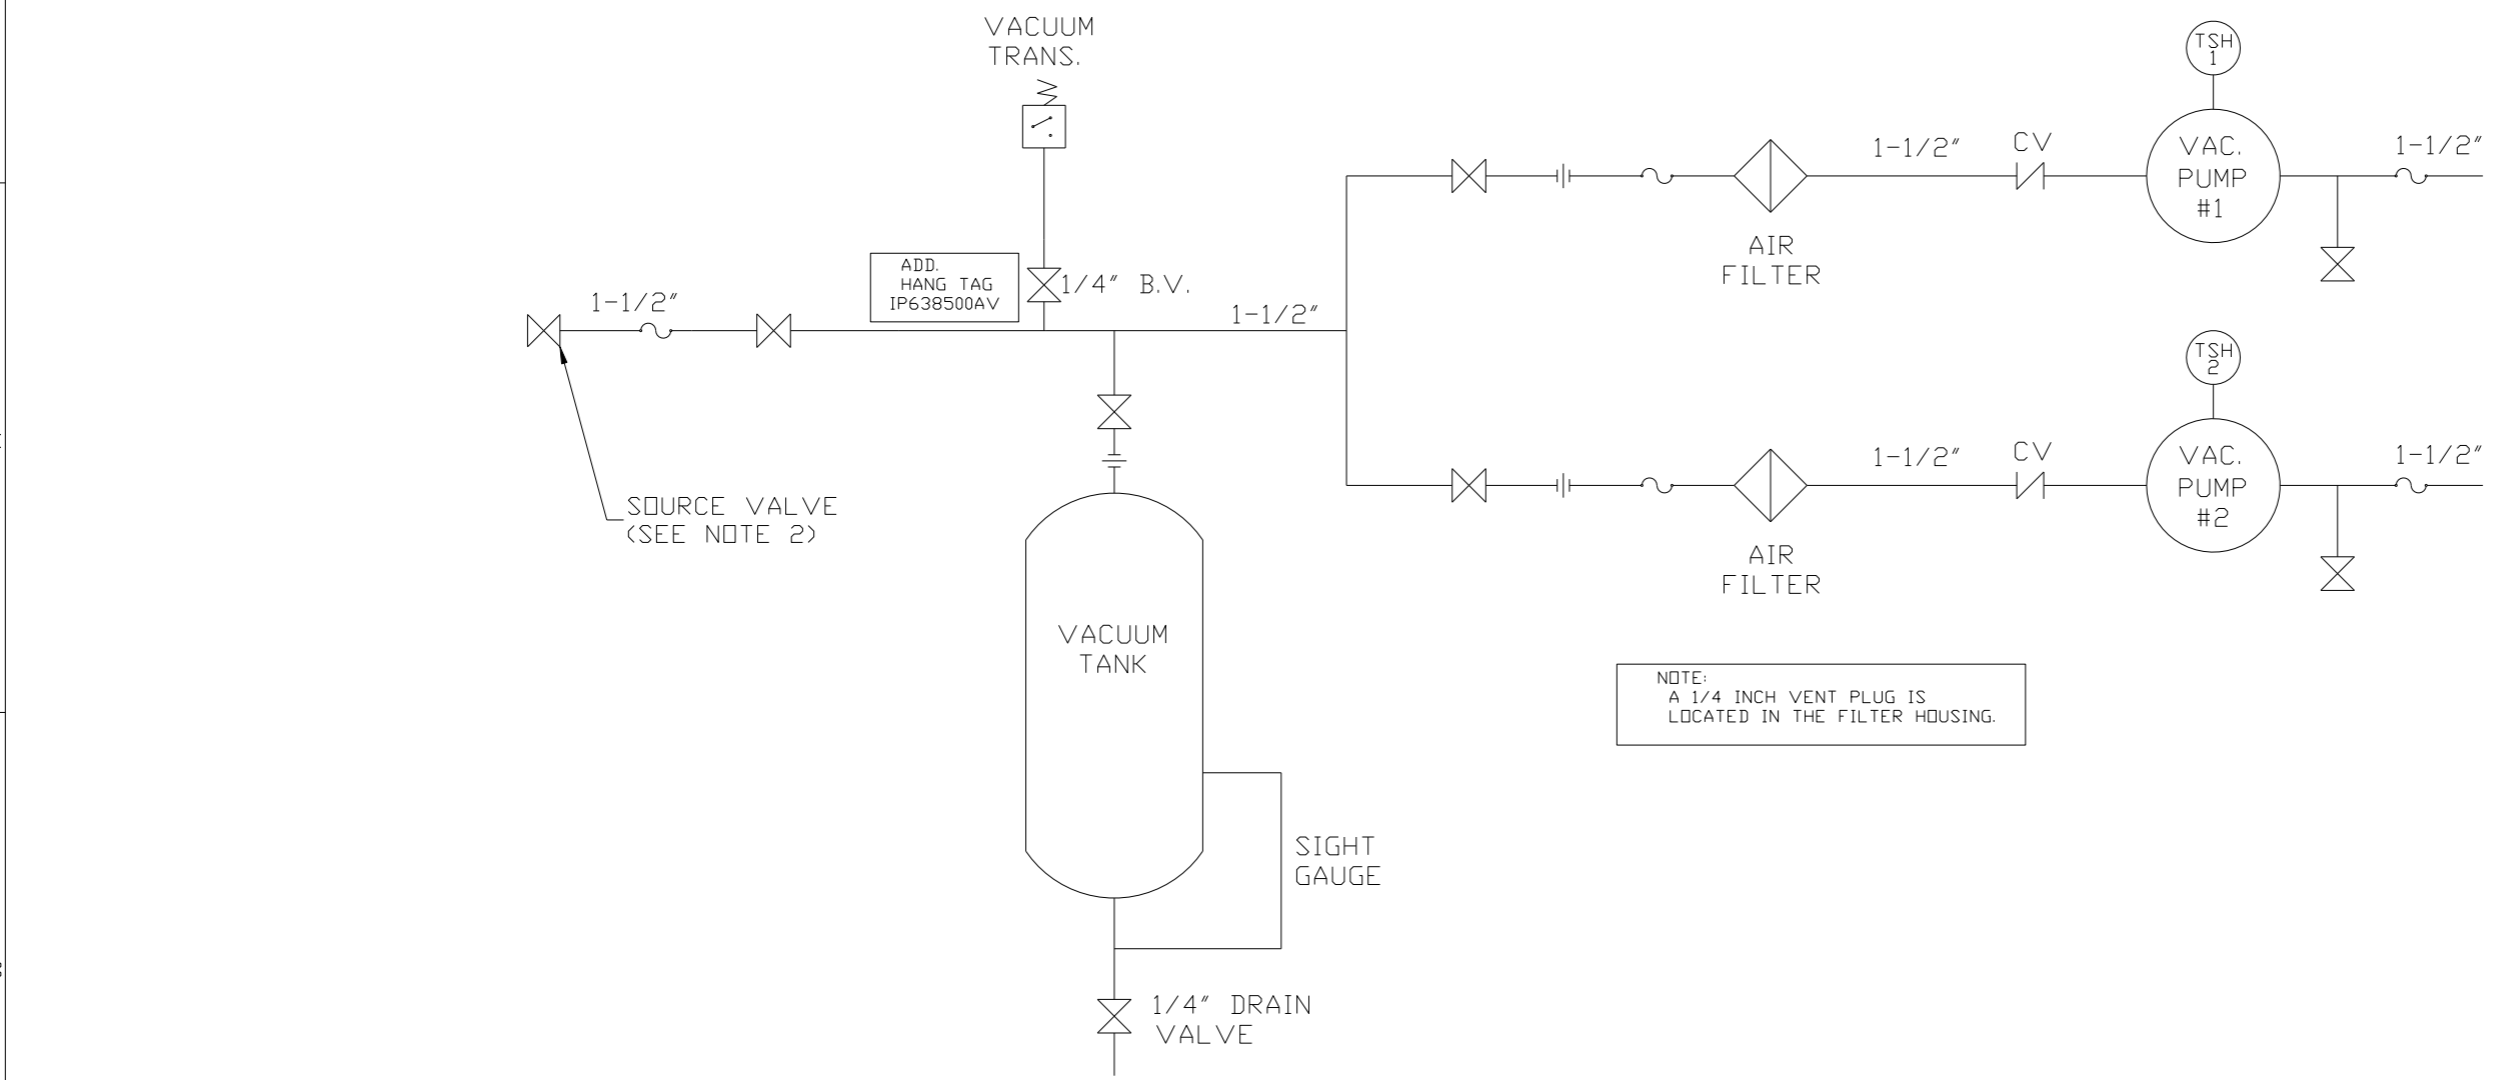 VACUUM
TRANS.
TSH
1
1-1/2"
CV
VAC.
PUMP
#1
1-1/2"
AIR
FILTER
ADD.
HANG TAG
IP638500AV
1/4" B.V.
1-1/2"
1-1/2"
TSH
2
SOURCE VALVE
(SEE NOTE 2)
1-1/2"
CV
VAC.
PUMP
#2
1-1/2"
AIR
FILTER
VACUUM
TANK
NOTE:
A 1/4 INCH VENT PLUG IS
LOCATED IN THE FILTER HOUSING.
SIGHT
GAUGE
1/4" DRAIN
VALVE